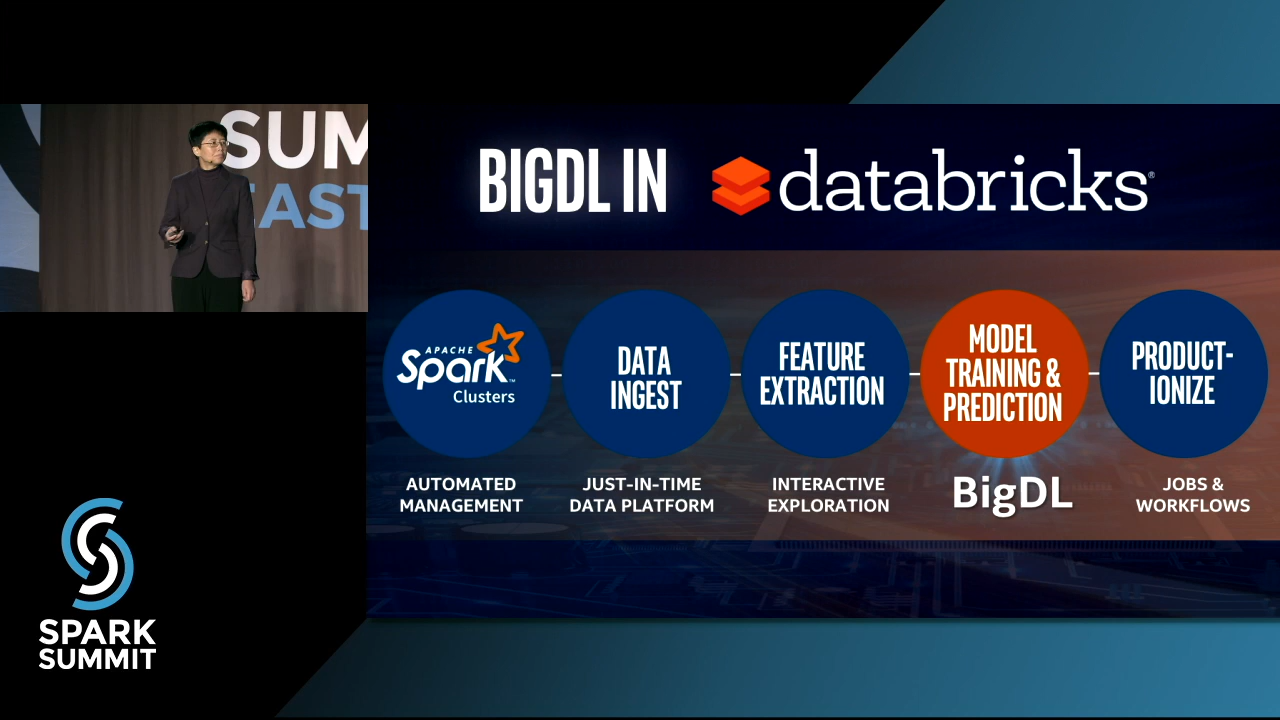 SUM
EAST
BIGDL IN databricks®
APACHE
Spark™
Clusters
DATA
INGEST
FEATURE
EXTRACTION
MODEL
TRAINING &
PREDICTION
PRODUCT-
IONIZE
AUTOMATED
MANAGEMENT
JUST-IN-TIME
DATA PLATFORM
INTERACTIVE
EXPLORATION
BigDL
JOBS &
WORKFLOWS
SPARK
SUMMIT